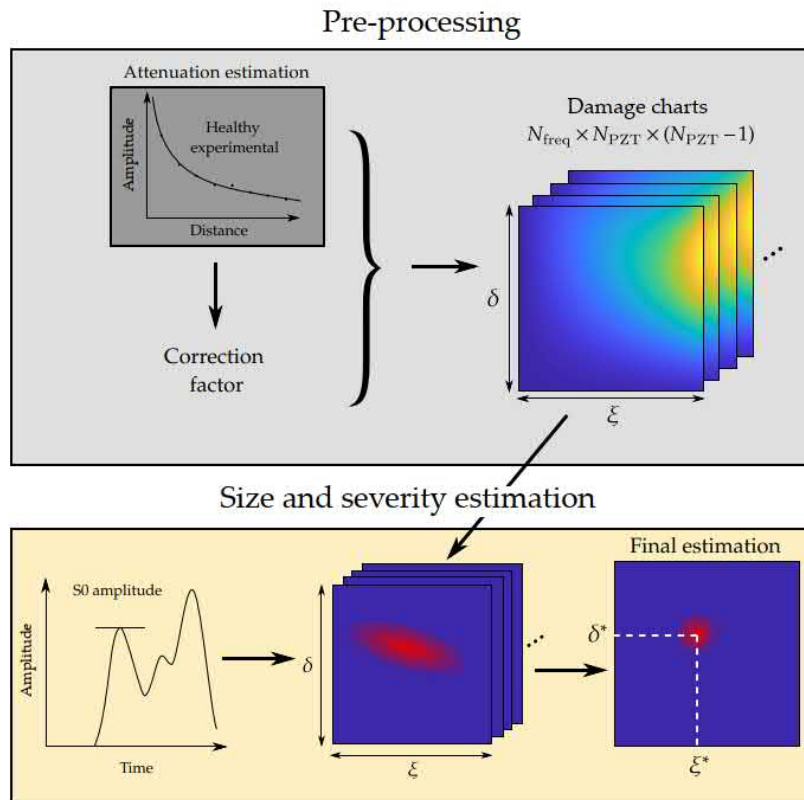 Pre-processing
Attenuation estimation
Amplitude
Healthy
experimental
Distance
Correction
factor
Damage charts
N_freq × N_PZT × (N_PZT − 1)
δ
ξ
...
Size and severity estimation
S0 amplitude
Amplitude
Time
δ
ξ
...
Final estimation
δ*
ξ*